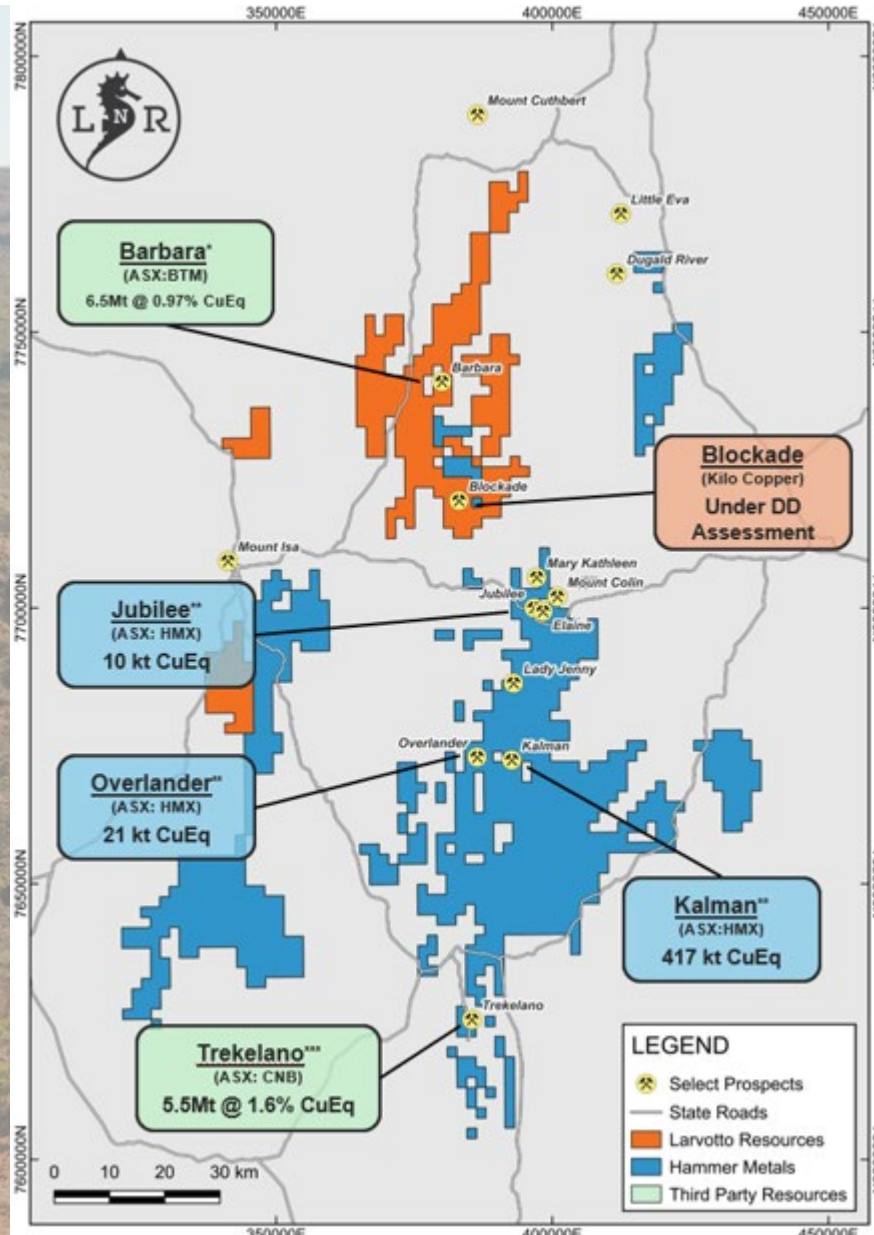 350000E
400000E
450000E
7800000N
7750000N
7700000N
7650000N
7600000N
L N R
Mount Cuthbert
Little Eva
Dugald River
Barbara*
(ASX:BTM)
6.5Mt @ 0.97% CuEq
Barbara
Blockade
(Kilo Copper)
Under DD
Assessment
Blockade
Mount Isa
Mary Kathleen
Mount Colin
Jubilee
Elaine
Jubilee**
(ASX: HMX)
10 kt CuEq
Lady Jenny
Overlander
Kalman
Overlander**
(ASX: HMX)
21 kt CuEq
Kalman**
(ASX:HMX)
417 kt CuEq
Trekelano
Trekelano***
(ASX: CNB)
5.5Mt @ 1.6% CuEq
LEGEND
Select Prospects
State Roads
Larvotto Resources
Hammer Metals
Third Party Resources
0 10 20 30 km
350000E
400000E
450000E